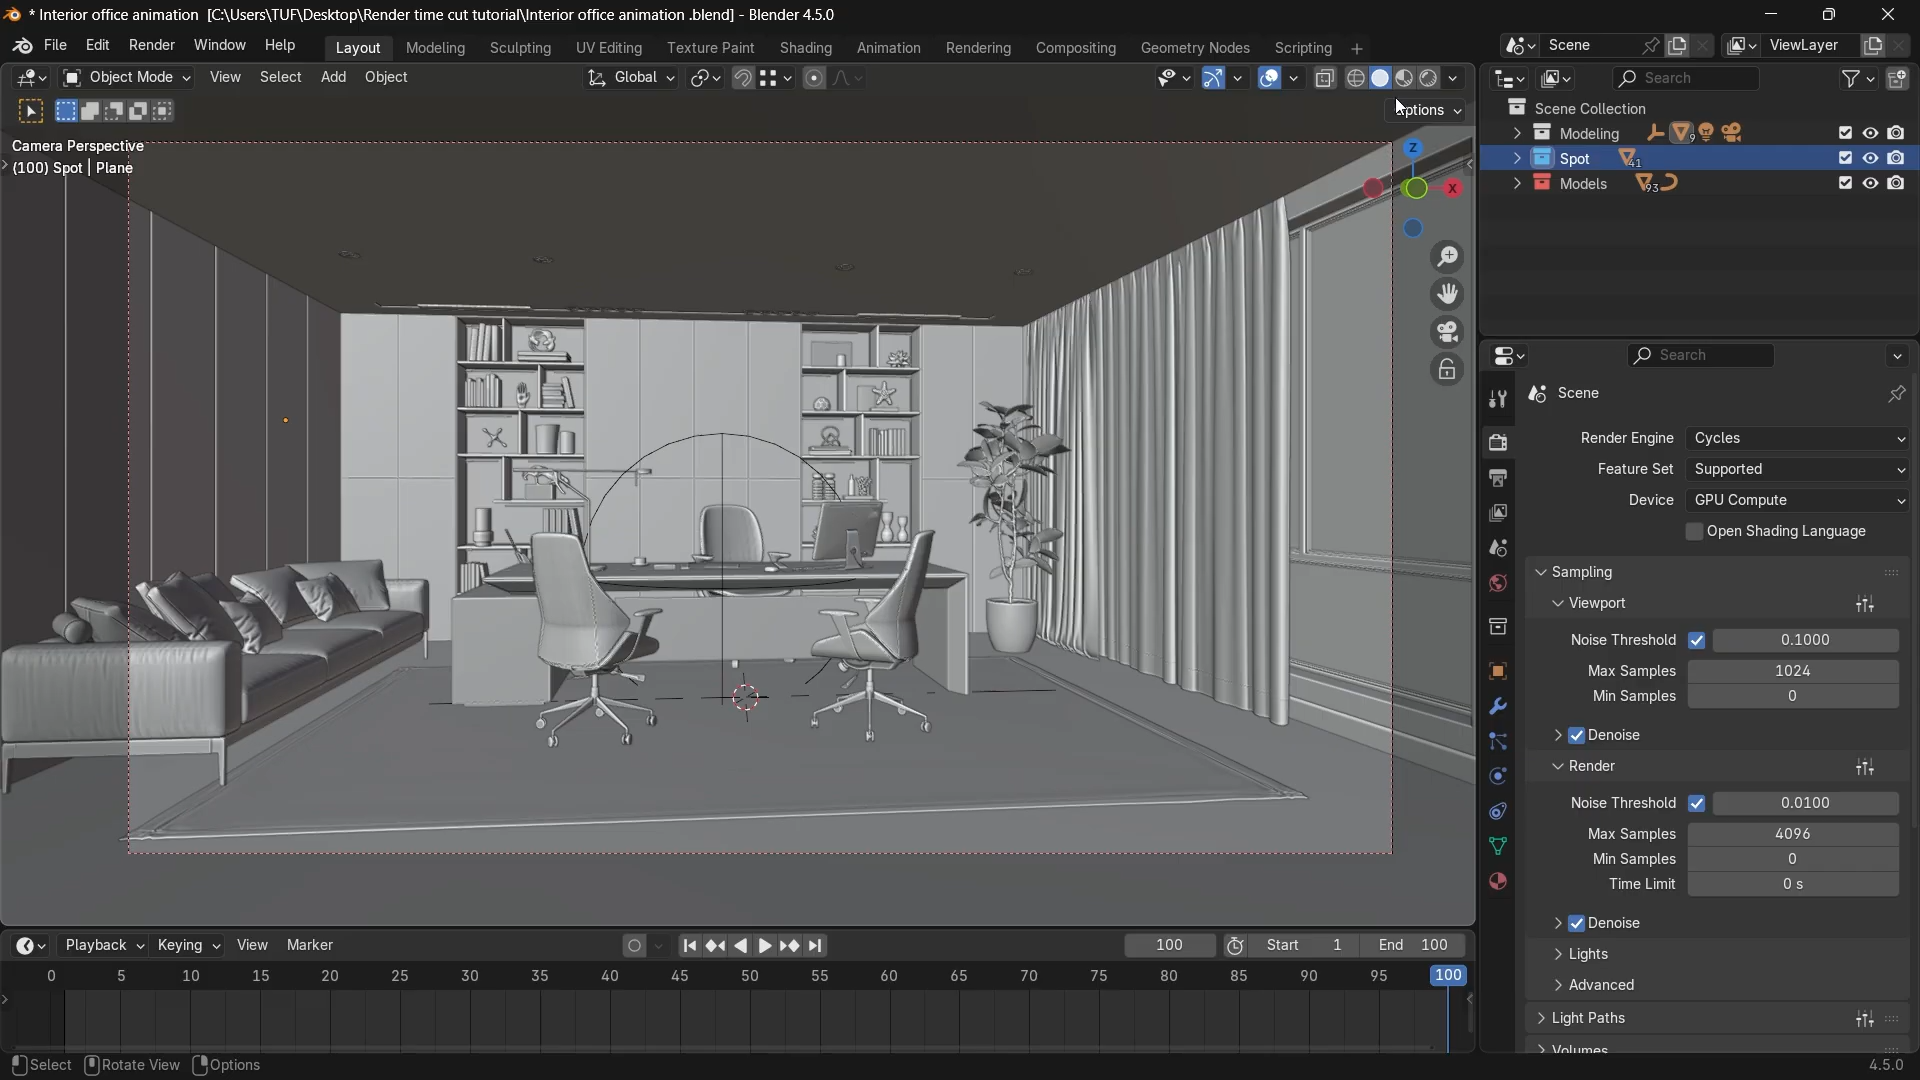 * Interior office animation  [C:\Users\TUF\Desktop\Render time cut tutorial\Interior office animation .blend] - Blender 4.5.0
File Edit Render Window Help Layout Modeling Sculpting UV Editing Texture Paint Shading Animation Rendering Compositing Geometry Nodes Scripting + Scene ViewLayer
Object Mode View Select Add Object Global Search
Options
Scene Collection
Camera Perspective
(100) Spot | Plane
Modeling 9
Spot 41
Models 93
Z
X
Search
Scene
Render Engine Cycles
Feature Set Supported
Device GPU Compute
Open Shading Language
Sampling
Viewport
Noise Threshold 0.1000
Max Samples 1024
Min Samples 0
Denoise
Render
Noise Threshold 0.0100
Max Samples 4096
Min Samples 0
Time Limit 0 s
Denoise
Lights
Advanced
Light Paths
Volumes
Playback Keying View Marker 100 Start 1 End 100
0 5 10 15 20 25 30 35 40 45 50 55 60 65 70 75 80 85 90 95 100
Select Rotate View Options 4.5.0